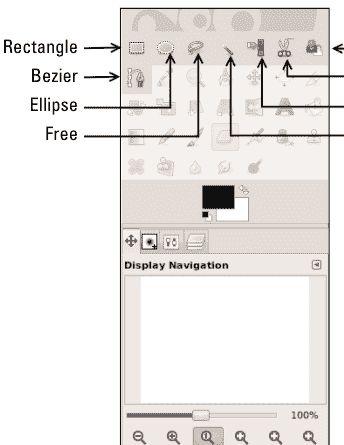 Rectangle
Bezier
Ellipse
Free
Display Navigation
100%